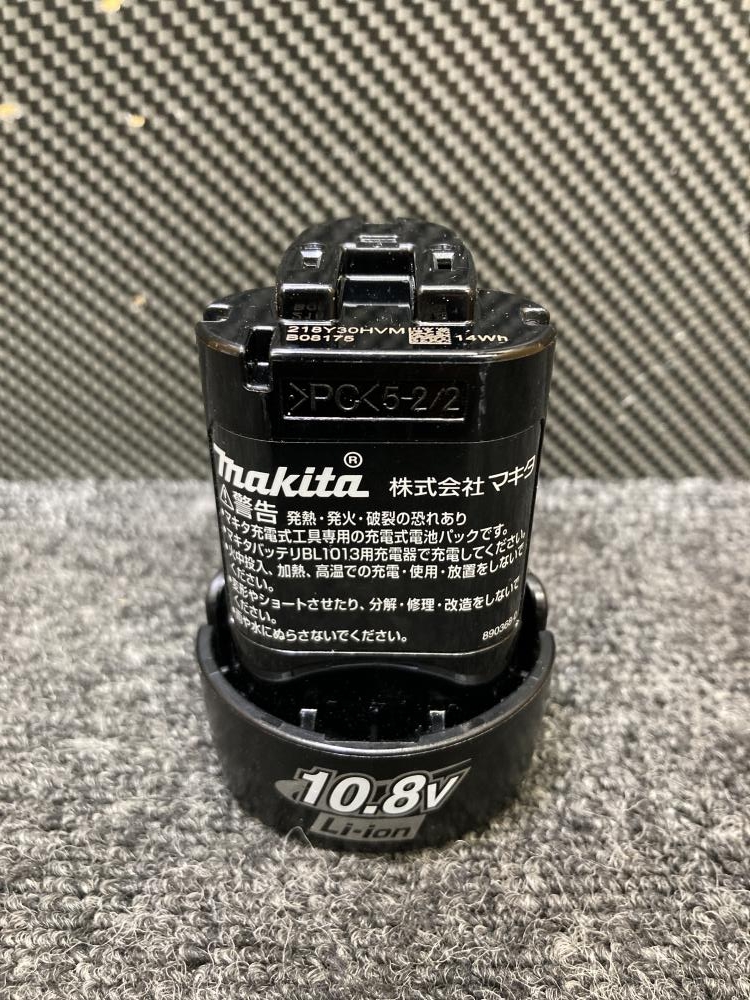 218Y30HVM 14Wh
B08175
>PC< 5-2/2
makita® 株式会社 マキタ
⚠警告 発熱・発火・破裂の恐れあり
・マキタ充電式工具専用の充電式電池パックです。
・マキタバッテリBL1013用充電器で充電してください。
火中投入、加熱、高温での充電・使用・放置をしないで
ください。
変形やショートさせたり、分解・修理・改造をしないで
ください。
水にぬらさないでください。
10.8V
Li-ion